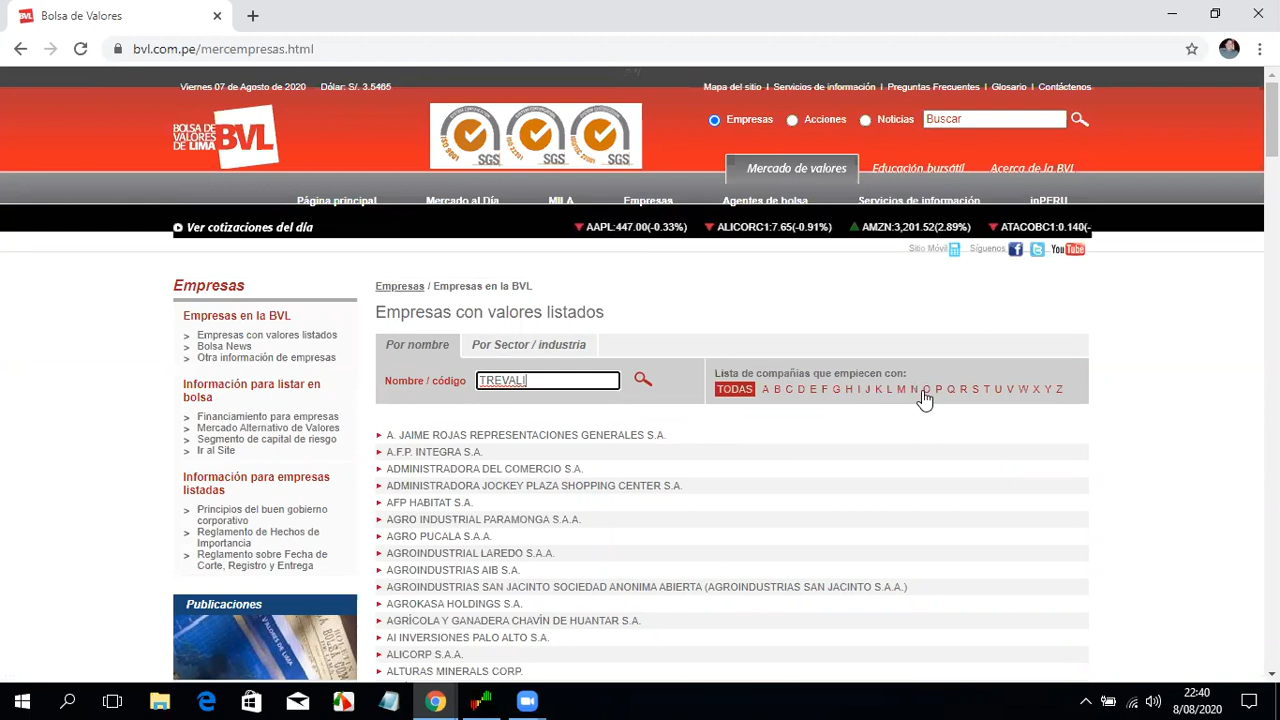 Bolsa de Valores
bvl.com.pe/mercempresas.html
Viernes 07 de Agosto de 2020 Dólar: S/. 3.5465
Mapa del sitio | Servicios de información | Preguntas Frecuentes | Glosario | Contáctenos
BOLSA DE VALORES DE LIMA BVL
SGS SGS SGS
Empresas Acciones Noticias Buscar
Mercado de valores Educación bursátil Acerca de la BVL
Página principal Mercado al Día MILA Empresas Agentes de bolsa Servicios de información inPERU
Ver cotizaciones del día AAPL:447.00(-0.33%) ALICORC1:7.65(-0.91%) AMZN:3,201.52(2.89%) ATACOBC1:0.140(-
Sitio Móvil Síguenos You Tube
Empresas
Empresas en la BVL
> Empresas con valores listados
> Bolsa News
> Otra información de empresas
Información para listar en
bolsa
> Financiamiento para empresas
> Mercado Alternativo de Valores
> Segmento de capital de riesgo
> Ir al Site
Información para empresas
listadas
> Principios del buen gobierno
corporativo
> Reglamento de Hechos de
Importancia
> Reglamento sobre Fecha de
Corte, Registro y Entrega
Publicaciones
Empresas / Empresas en la BVL
Empresas con valores listados
Por nombre Por Sector / industria
Nombre / código TREVALI
Lista de compañias que empiecen con:
TODAS A B C D E F G H I J K L M N O P Q R S T U V W X Y Z
A. JAIME ROJAS REPRESENTACIONES GENERALES S.A.
A.F.P. INTEGRA S.A.
ADMINISTRADORA DEL COMERCIO S.A.
ADMINISTRADORA JOCKEY PLAZA SHOPPING CENTER S.A.
AFP HABITAT S.A.
AGRO INDUSTRIAL PARAMONGA S.A.A.
AGRO PUCALA S.A.A.
AGROINDUSTRIAL LAREDO S.A.A.
AGROINDUSTRIAS AIB S.A.
AGROINDUSTRIAS SAN JACINTO SOCIEDAD ANONIMA ABIERTA (AGROINDUSTRIAS SAN JACINTO S.A.A.)
AGROKASA HOLDINGS S.A.
AGRÍCOLA Y GANADERA CHAVÍN DE HUANTAR S.A.
AI INVERSIONES PALO ALTO S.A.
ALICORP S.A.A.
ALTURAS MINERALS CORP.
22:40
8/08/2020